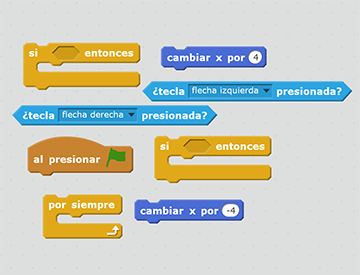 si entonces
cambiar x por 4
¿tecla flecha izquierda presionada?
¿tecla flecha derecha presionada?
al presionar
si entonces
por siempre
cambiar x por -4